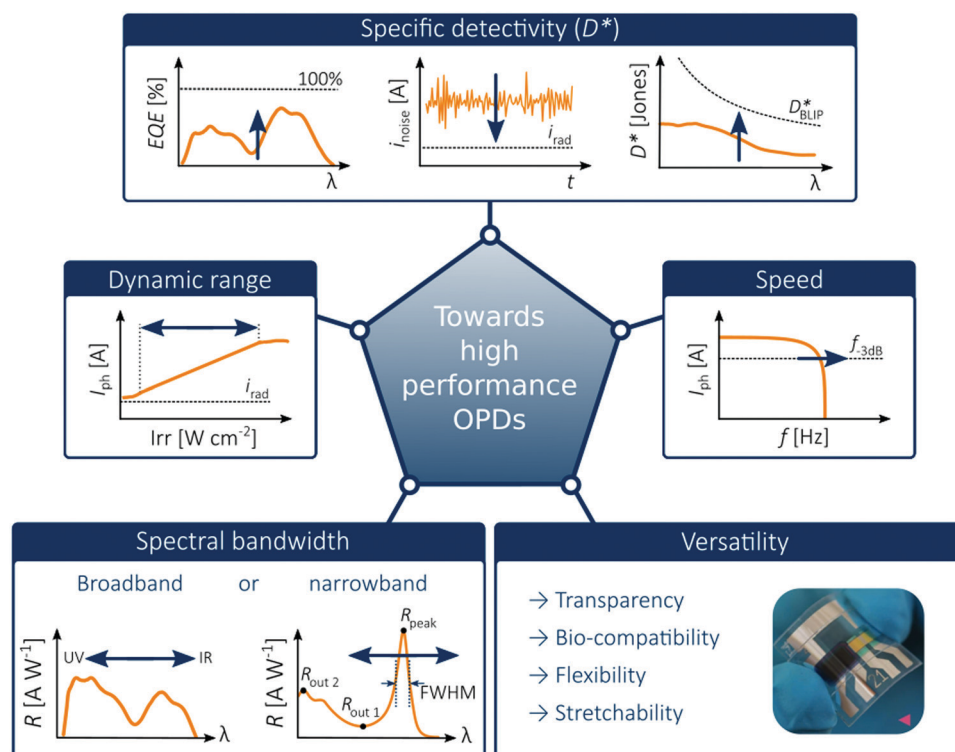 Specific detectivity (D*)
EQE [%]
100%
λ
i_noise [A]
i_rad
t
D* [Jones]
D*_BLIP
λ
Dynamic range
I_ph [A]
i_rad
Irr [W cm⁻²]
Towards
high
performance
OPDs
Speed
I_ph [A]
f_-3dB
f [Hz]
Spectral bandwidth
Broadband or narrowband
R [A W⁻¹]
UV
IR
λ
R [A W⁻¹]
R_peak
R_out 2
R_out 1
FWHM
λ
Versatility
→ Transparency
→ Bio-compatibility
→ Flexibility
→ Stretchability
21